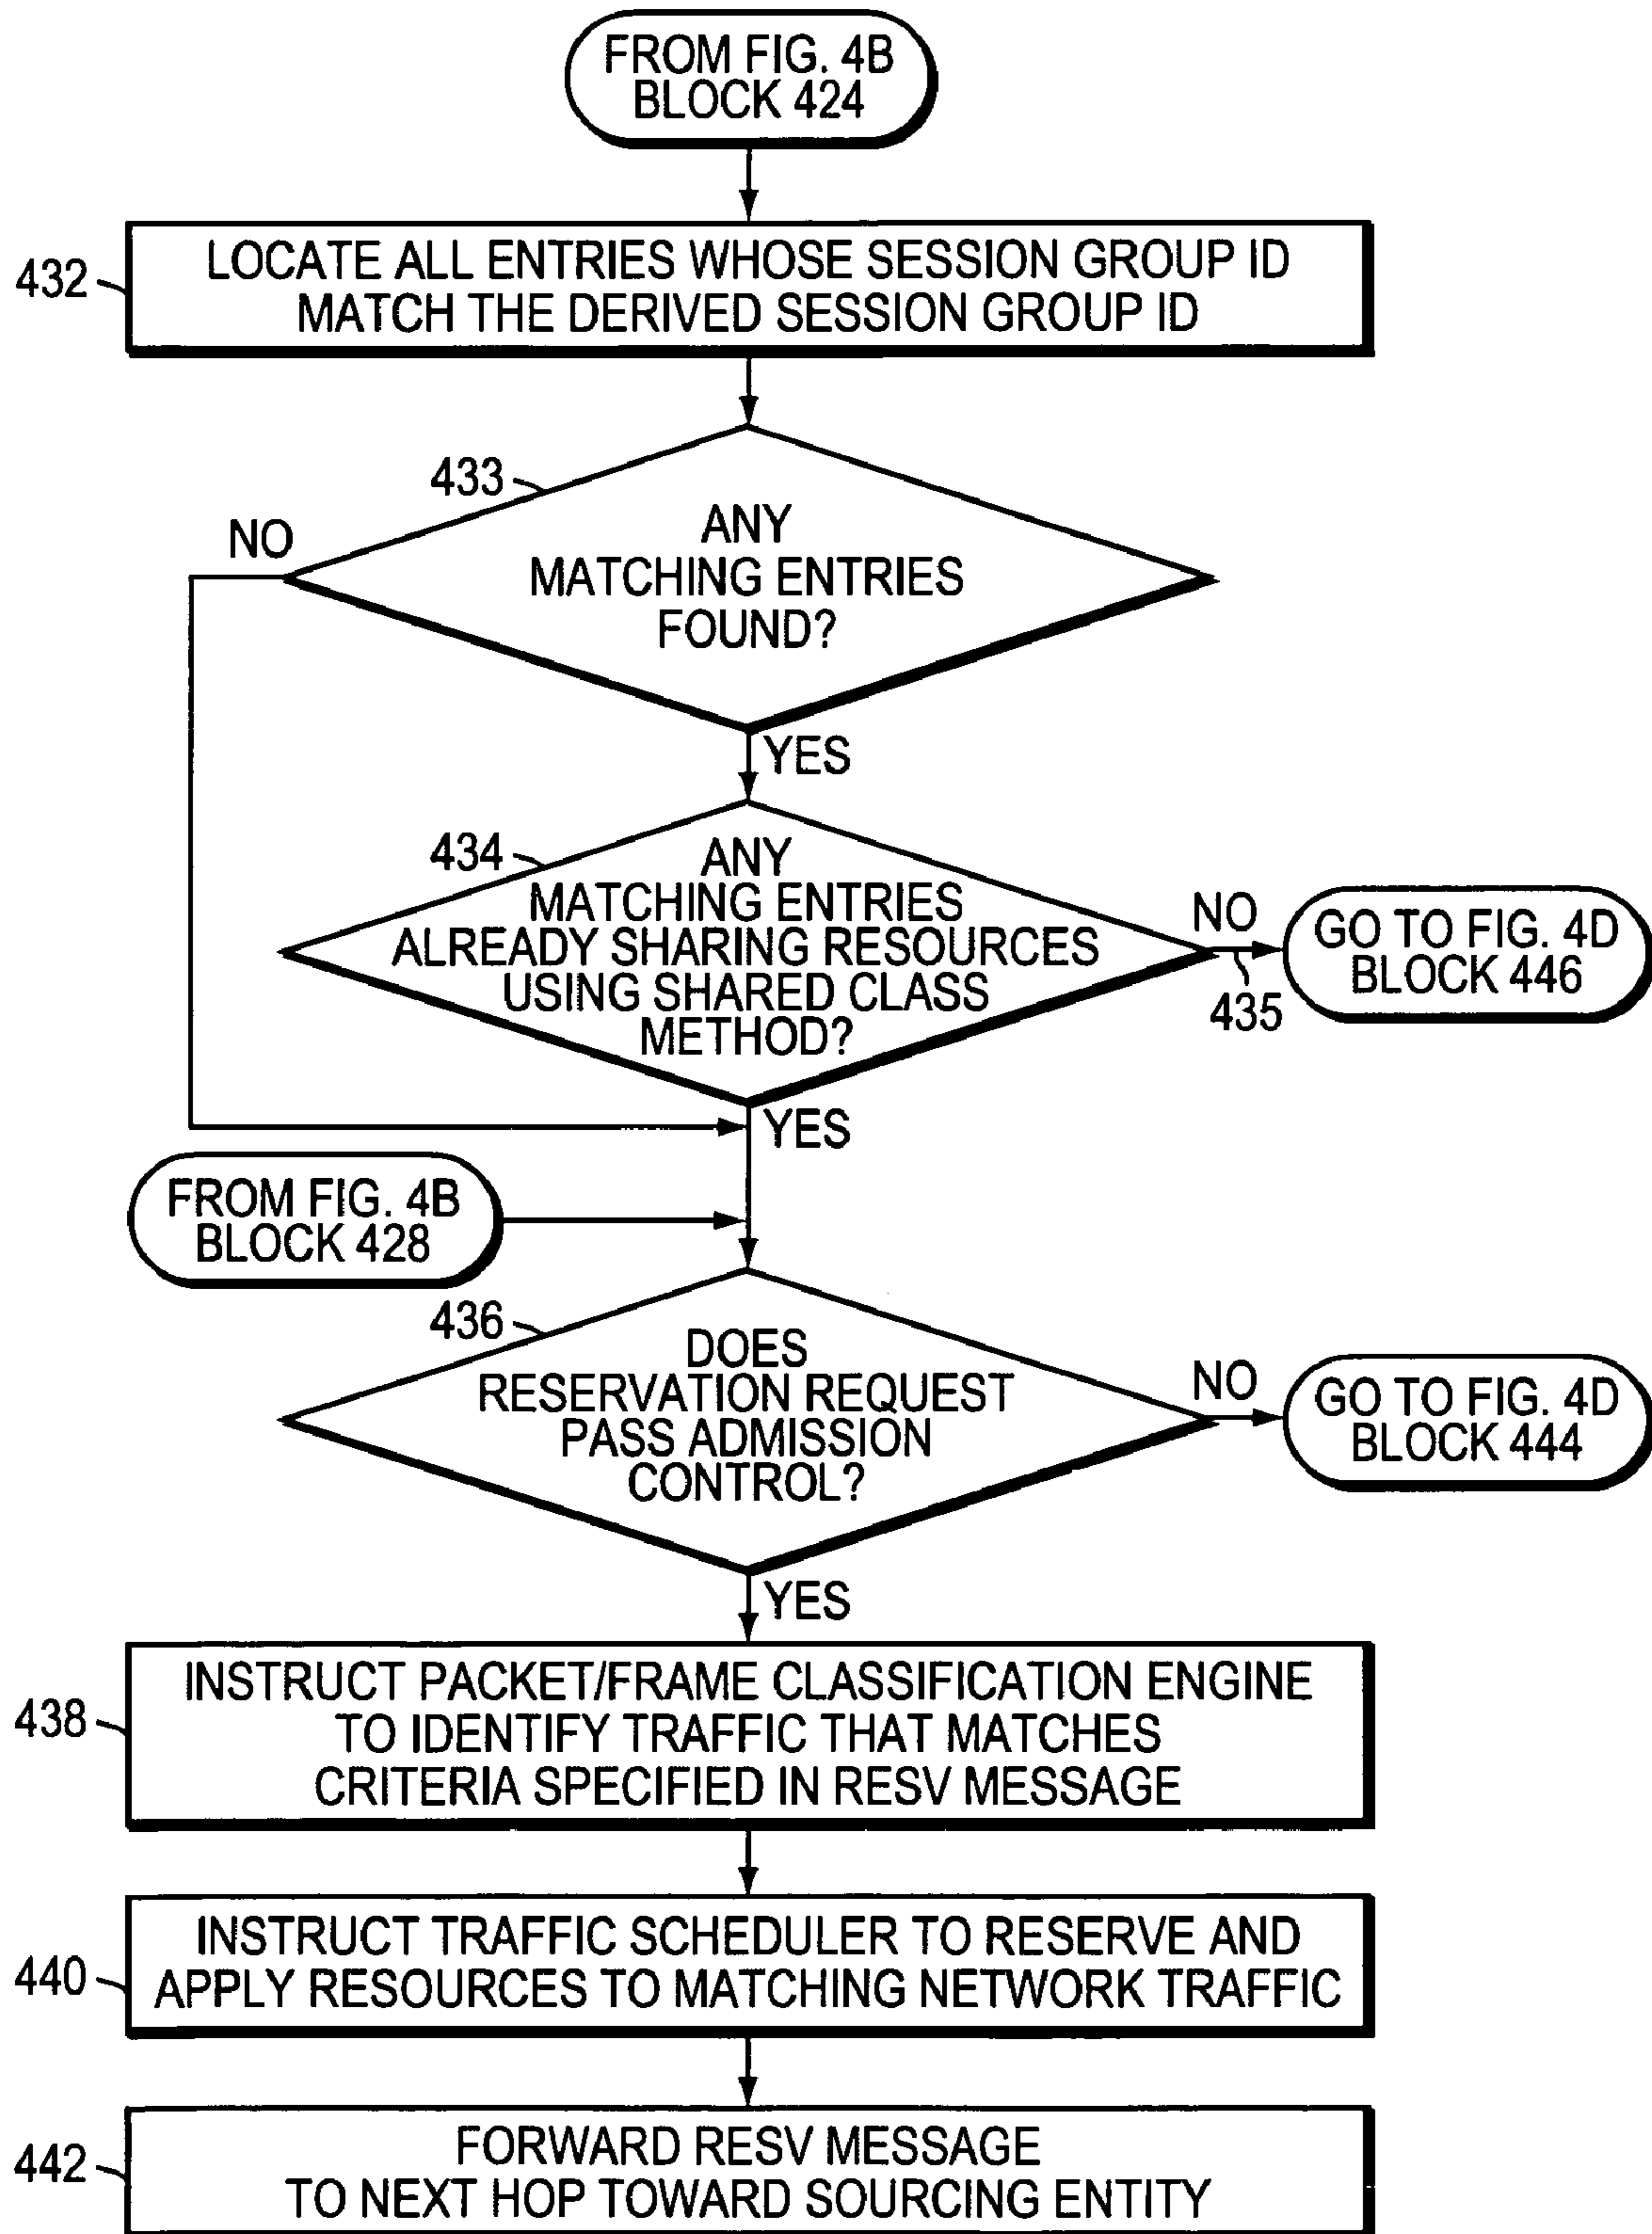 FROM FIG. 4B
BLOCK 424
432
LOCATE ALL ENTRIES WHOSE SESSION GROUP ID
MATCH THE DERIVED SESSION GROUP ID
433
NO
ANY
MATCHING ENTRIES
FOUND?
YES
434
ANY
MATCHING ENTRIES
ALREADY SHARING RESOURCES
USING SHARED CLASS
METHOD?
NO
435
GO TO FIG. 4D
BLOCK 446
YES
FROM FIG. 4B
BLOCK 428
436
DOES
RESERVATION REQUEST
PASS ADMISSION
CONTROL?
NO
GO TO FIG. 4D
BLOCK 444
YES
438
INSTRUCT PACKET/FRAME CLASSIFICATION ENGINE
TO IDENTIFY TRAFFIC THAT MATCHES
CRITERIA SPECIFIED IN RESV MESSAGE
440
INSTRUCT TRAFFIC SCHEDULER TO RESERVE AND
APPLY RESOURCES TO MATCHING NETWORK TRAFFIC
442
FORWARD RESV MESSAGE
TO NEXT HOP TOWARD SOURCING ENTITY